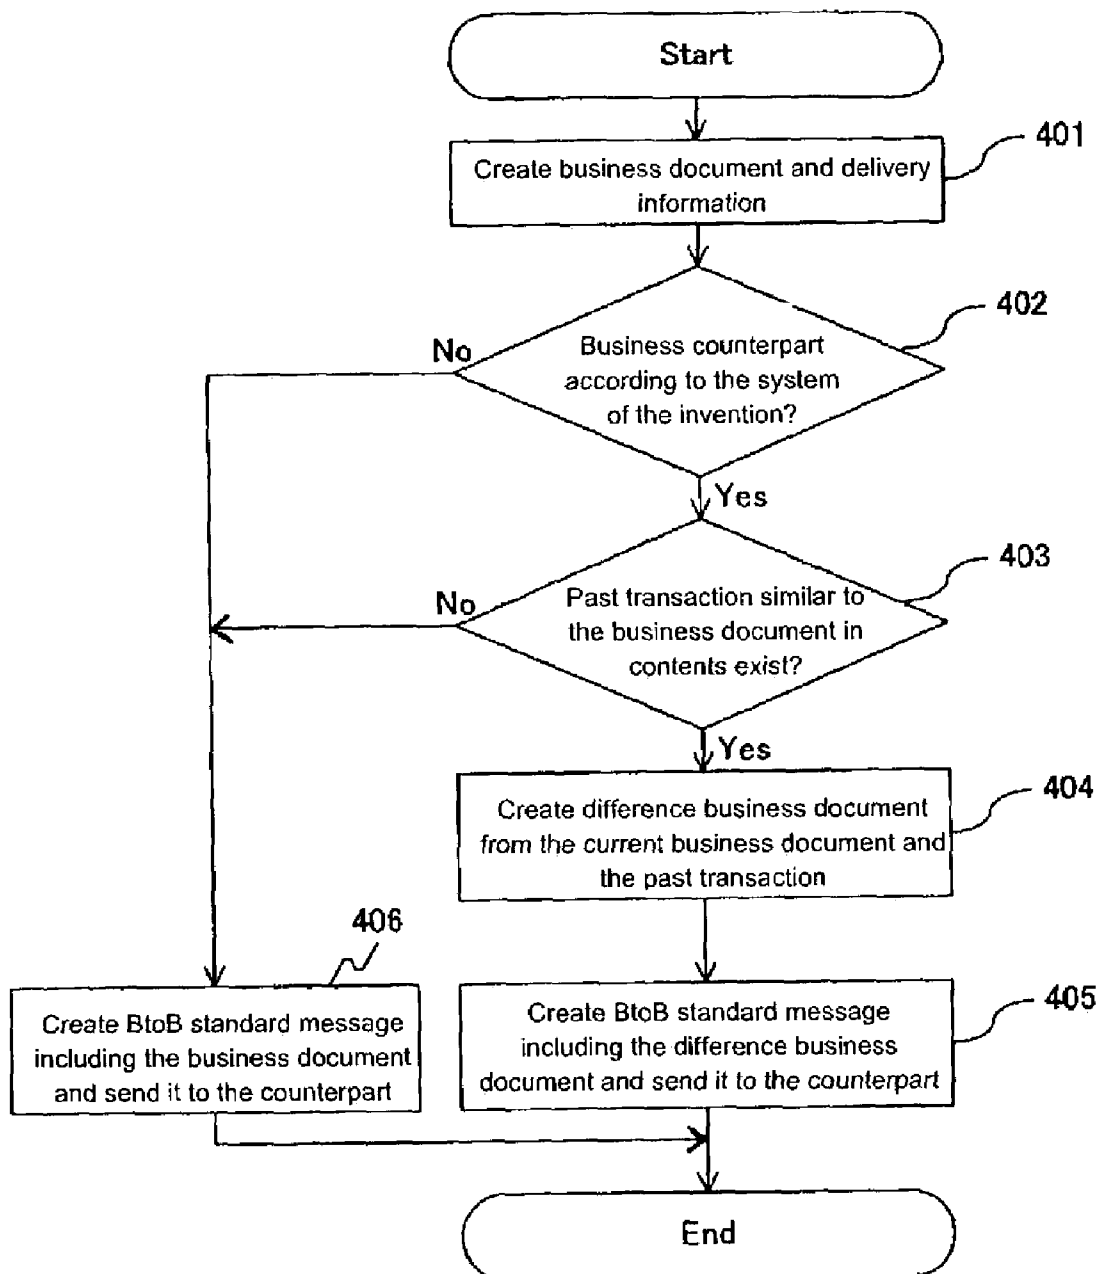 Start
401
Create business document and delivery
information
402
No
Business counterpart
according to the system
of the invention?
Yes
403
No
Past transaction similar to
the business document in
contents exist?
Yes
404
Create difference business document
from the current business document and
the past transaction
406
405
Create BtoB standard message
including the business document
and send it to the counterpart
Create BtoB standard message
including the difference business
document and send it to the counterpart
End